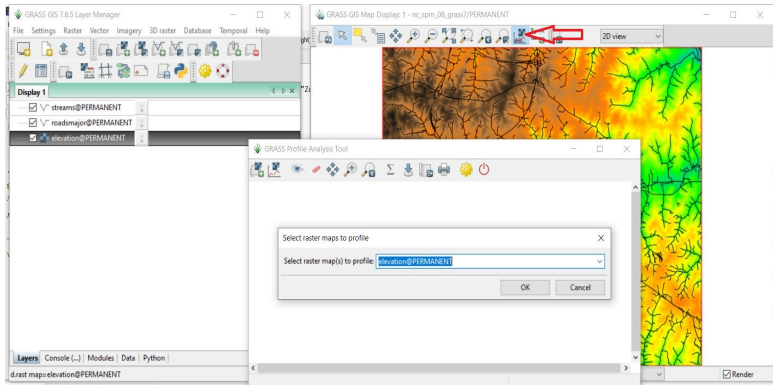 GRASS GIS 7.8.5 Layer Manager
File Settings Raster Vector Imagery 3D raster Database Temporal Help
Display 1
streams@PERMANENT
roadsmajor@PERMANENT
elevation@PERMANENT
Layers Console (...) Modules Data Python
d.rast map=elevation@PERMANENT
GRASS GIS Map Display: 1 - nc_spm_08_grass7/PERMANENT
2D view
GRASS Profile Analysis Tool
Select raster maps to profile
Select raster map(s) to profile: elevation@PERMANENT
OK Cancel
Render